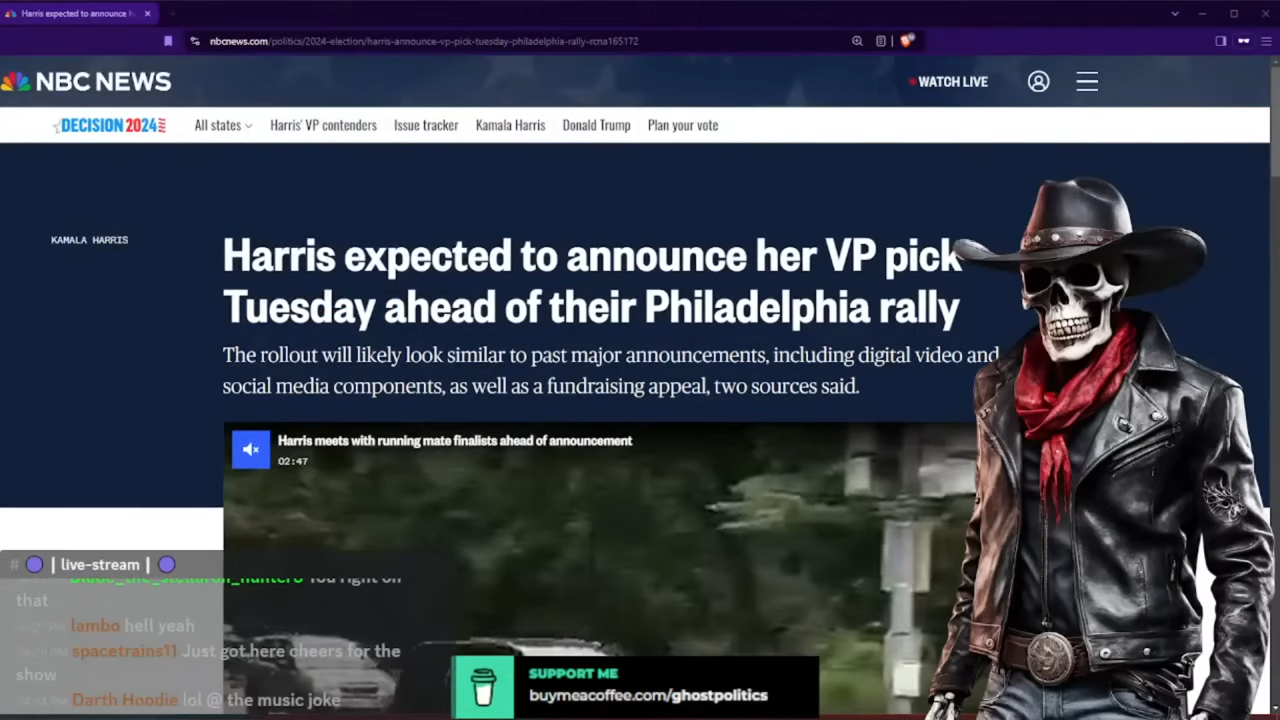 Harris expected to announce h
nbcnews.com/politics/2024-election/harris-announce-vp-pick-tuesday-philadelphia-rally-rcna165172
NBC NEWS
WATCH LIVE
DECISION 2024
All states
Harris' VP contenders
Issue tracker
Kamala Harris
Donald Trump
Plan your vote
KAMALA HARRIS
Harris expected to announce her VP pick
Tuesday ahead of their Philadelphia rally
The rollout will likely look similar to past major announcements, including digital video and
social media components, as well as a fundraising appeal, two sources said.
Harris meets with running mate finalists ahead of announcement
02:47
# | live-stream |
You right on
that
lambo hell yeah
spacetrains11 Just got here cheers for the
show
Darth Hoodie lol @ the music joke
SUPPORT ME
buymeacoffee.com/ghostpolitics